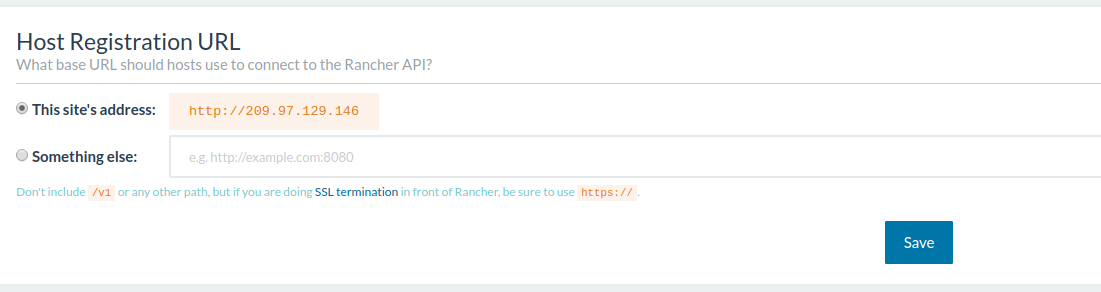 Host Registration URL
What base URL should hosts use to connect to the Rancher API?
This site's address: http://209.97.129.146
Something else: e.g. http://example.com:8080
Don't include /v1 or any other path, but if you are doing SSL termination in front of Rancher, be sure to use https:// .
Save